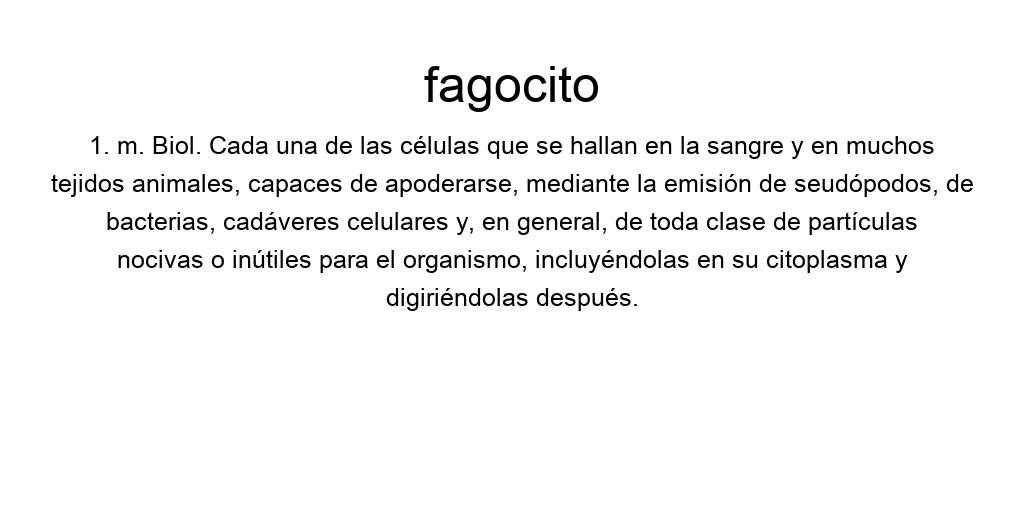 fagocito
1. m. Biol. Cada una de las células que se hallan en la sangre y en muchos
tejidos animales, capaces de apoderarse, mediante la emisión de seudópodos, de
bacterias, cadáveres celulares y, en general, de toda clase de partículas
nocivas o inútiles para el organismo, incluyéndolas en su citoplasma y
digiriéndolas después.